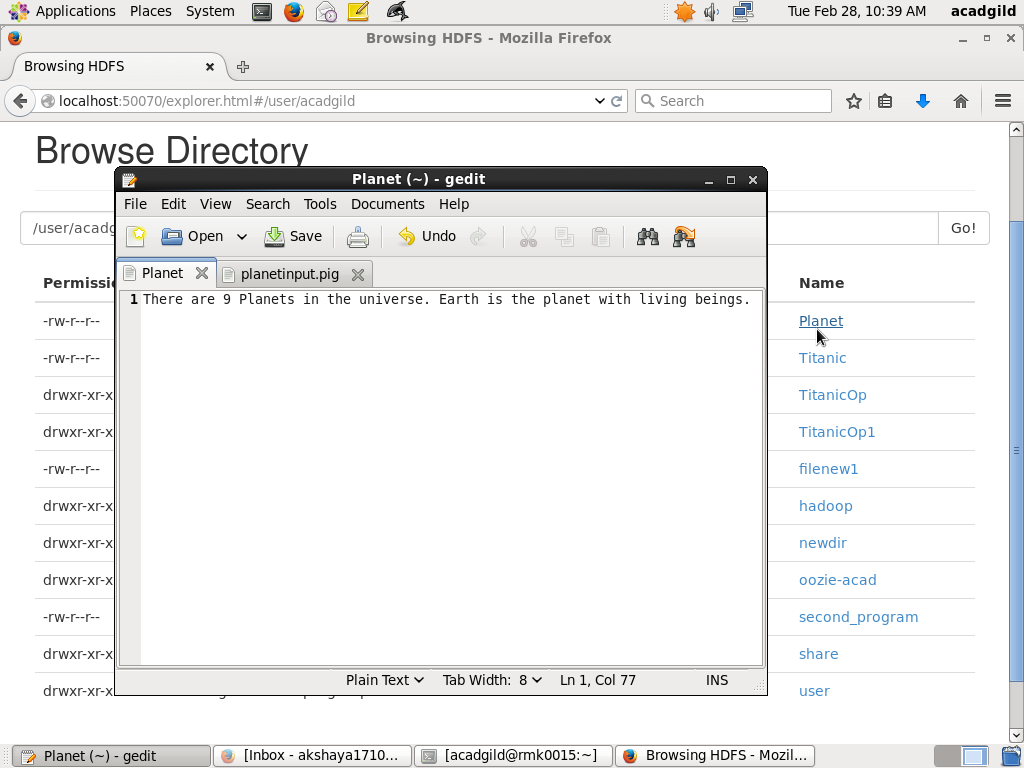 Applications Places System Tue Feb 28, 10:39 AM acadgild
Browsing HDFS - Mozilla Firefox
Browsing HDFS
localhost:50070/explorer.html#/user/acadgild Search
Browse Directory
Planet (~) - gedit
File Edit View Search Tools Documents Help
/user/acadg Go!
Open Save Undo
Planet planetinput.pig
Permissi Name
1 There are 9 Planets in the universe. Earth is the planet with living beings.
-rw-r--r-- Planet
-rw-r--r-- Titanic
drwxr-xr-x TitanicOp
drwxr-xr-x TitanicOp1
-rw-r--r-- filenew1
drwxr-xr-x hadoop
drwxr-xr-x newdir
drwxr-xr-x oozie-acad
-rw-r--r-- second_program
drwxr-xr-x share
Plain Text Tab Width: 8 Ln 1, Col 77 INS
drwxr-xr-x user
Planet (~) - gedit [Inbox - akshaya1710... [acadgild@rmk0015:~] Browsing HDFS - Mozil...